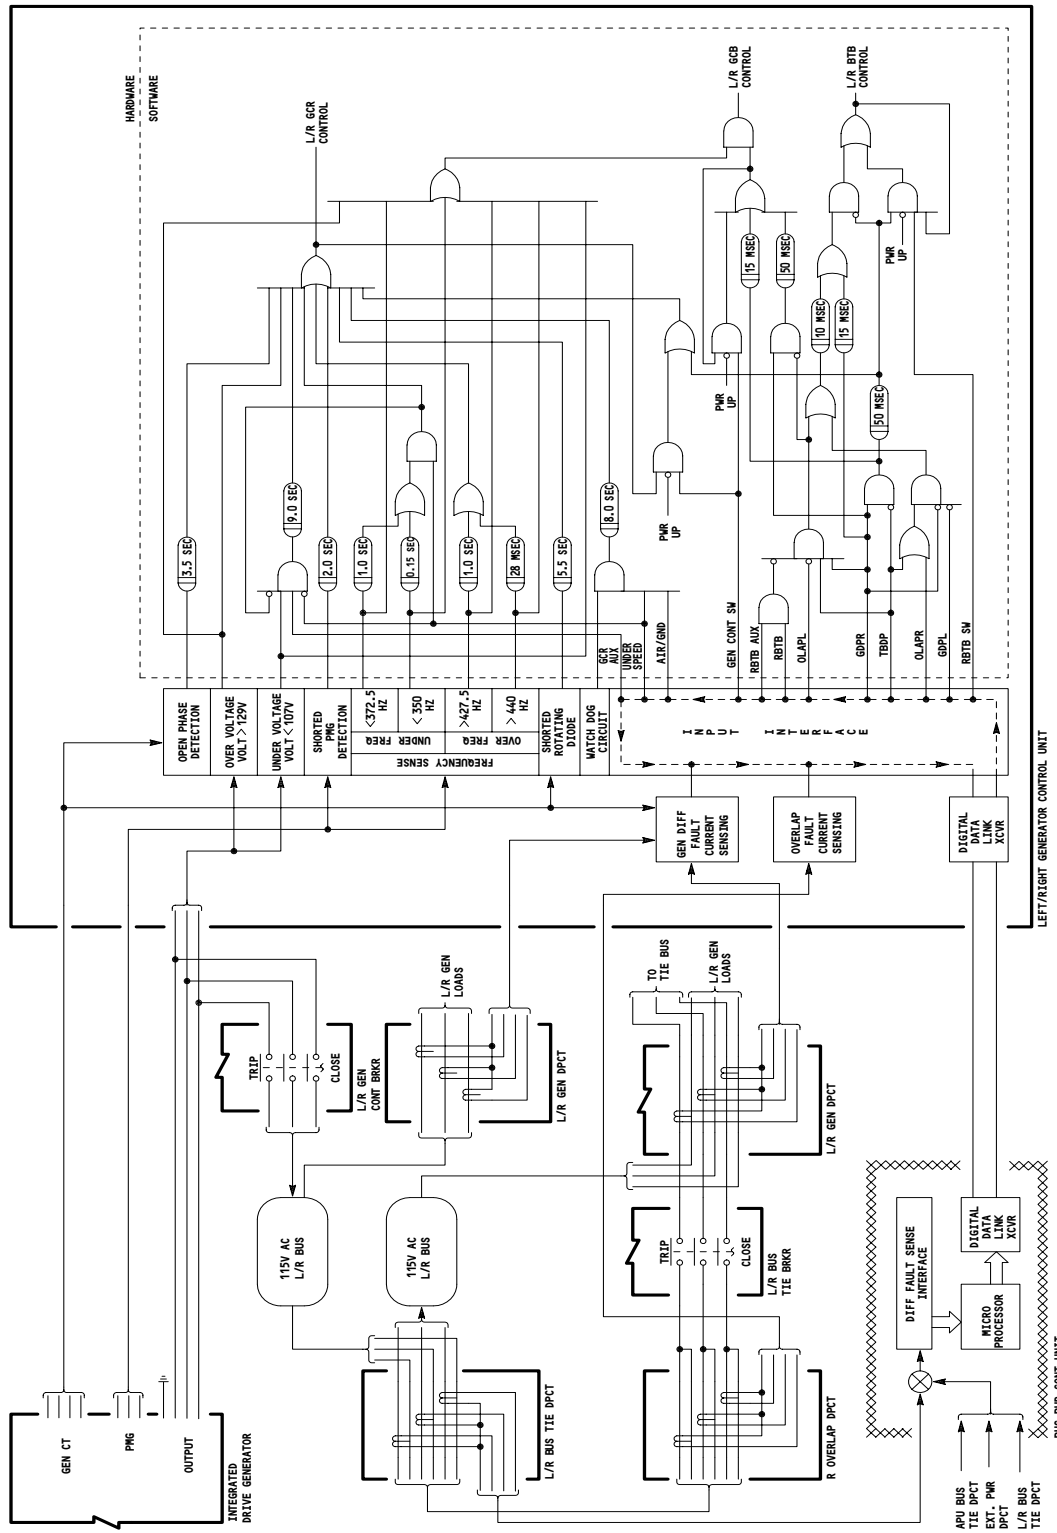 HARDWARE
SOFTWARE
L/R GCR
CONTROL
L/R GCB
CONTROL
L/R BTB
CONTROL
15 MSEC
50 MSEC
PWR
UP
PWR
UP
10 MSEC
15 MSEC
50 MSEC
PWR
UP
3.5 SEC
9.0 SEC
2.0 SEC
1.0 SEC
0.15 SEC
1.0 SEC
28 MSEC
5.5 SEC
8.0 SEC
GCR
AUX
UNDER
SPEED
AIR/GND
GEN CONT SW
RBTB AUX
RBTB
OLAPL
GDPR
TBDP
OLAPR
GDPL
RBTB SW
OPEN PHASE
DETECTION
OVER VOLTAGE
VOLT > 129V
UNDER VOLTAGE
VOLT < 107V
SHORTED
PMG
DETECTION
<372.5
HZ
< 350
HZ
>427.5
HZ
> 440
HZ
UNDER FREQ
OVER FREQ
FREQUENCY SENSE
SHORTED
ROTATING
DIODE
WATCH DOG
CIRCUIT
INPUT
INTERFACE
GEN DIFF
FAULT
CURRENT
SENSING
OVERLAP
FAULT
CURRENT
SENSING
DIGITAL
DATA
LINK
XCVR
LEFT/RIGHT GENERATOR CONTROL UNIT
TRIP
CLOSE
L/R GEN
CONT BRKR
L/R GEN
LOADS
L/R GEN DPCT
TO
TIE BUS
L/R GEN
LOADS
L/R GEN DPCT
115V AC
L/R BUS
115V AC
L/R BUS
TRIP
CLOSE
L/R BUS
TIE BRKR
L/R BUS TIE DPCT
R OVERLAP DPCT
DIFF FAULT SENSE
INTERFACE
MICRO
PROCESSOR
DIGITAL
DATA
LINK
XCVR
GEN CT
PMG
OUTPUT
INTEGRATED
DRIVE GENERATOR
APU BUS
TIE DPCT
EXT. PWR
DPCT
L/R BUS
TIE DPCT